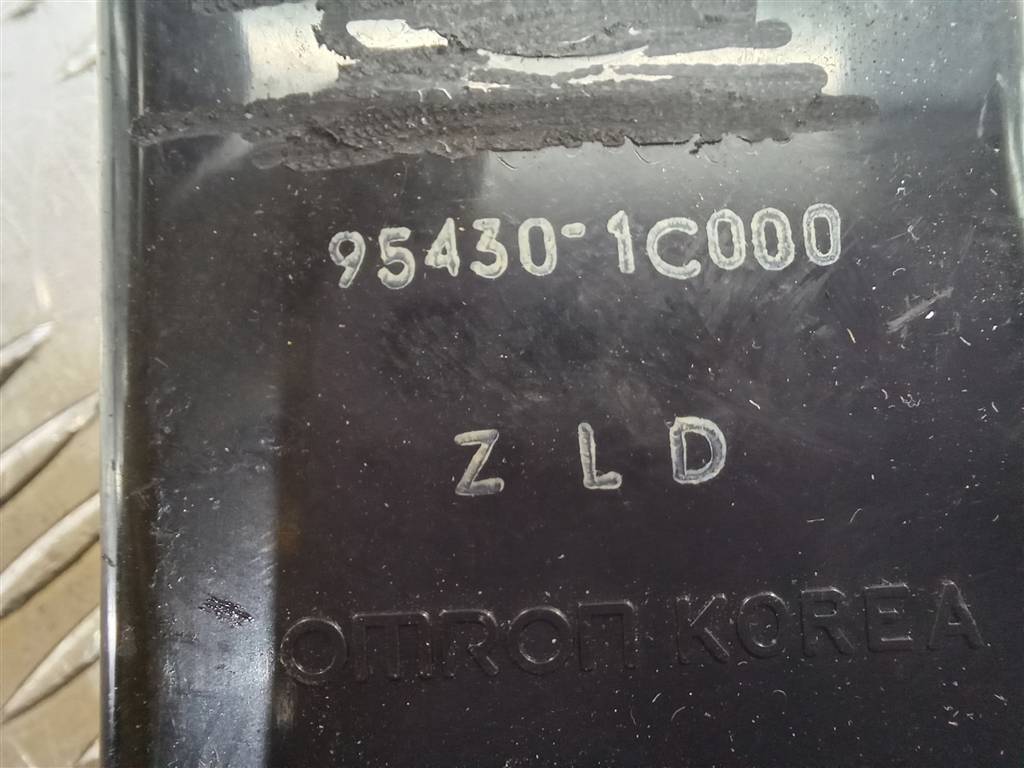 95430-1C000
Z L D
OMRON KOREA